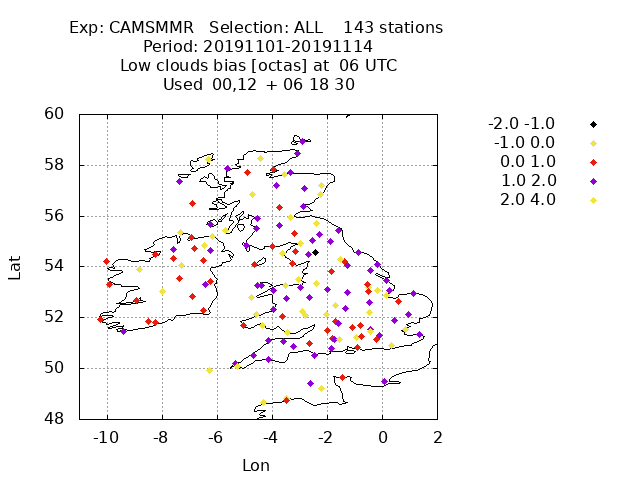 Exp: CAMSMMR   Selection: ALL    143 stations
Period: 20191101-20191114
Low clouds bias [octas] at  06 UTC
Used  00,12  + 06 18 30
-2.0 -1.0
-1.0 0.0
0.0 1.0
1.0 2.0
2.0 4.0
60
58
56
54
52
50
48
Lat
-10 -8 -6 -4 -2 0 2
Lon